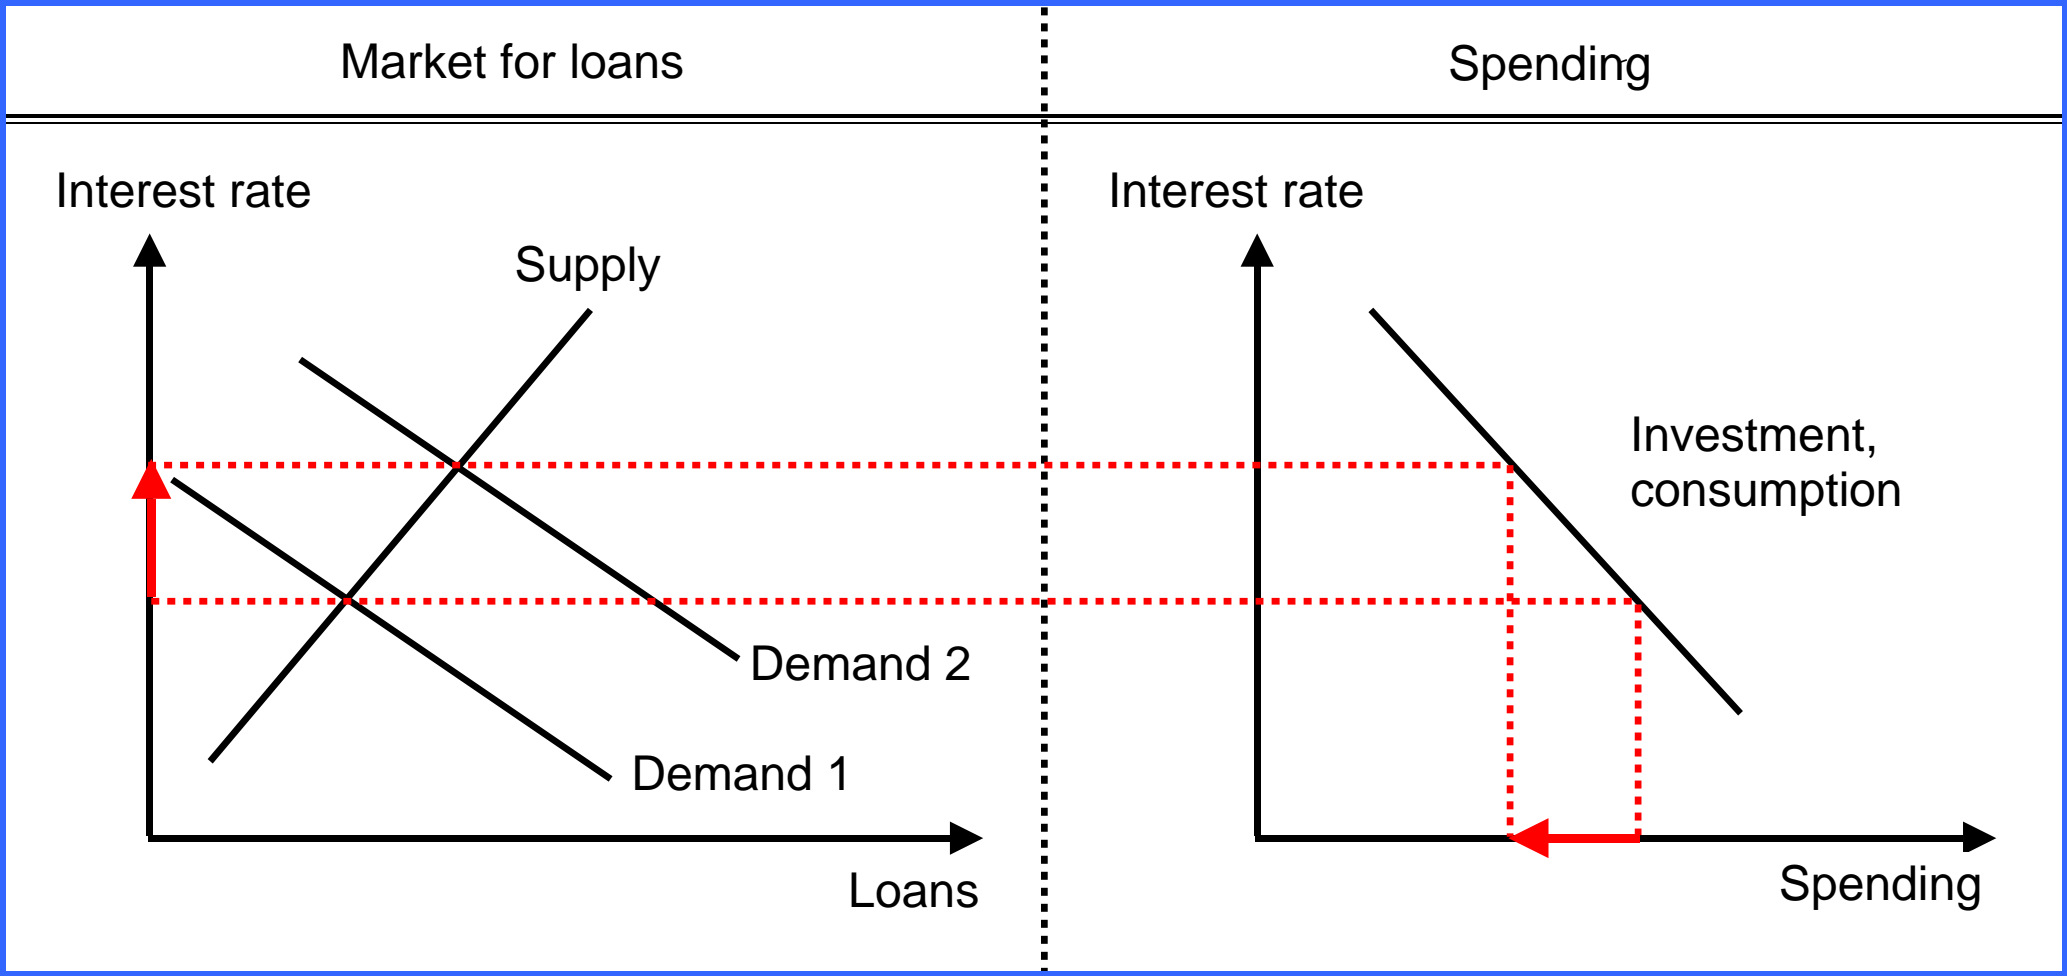 Market for loans
Spending
Interest rate
Supply
Demand 2
Demand 1
Loans
Interest rate
Investment,
consumption
Spending